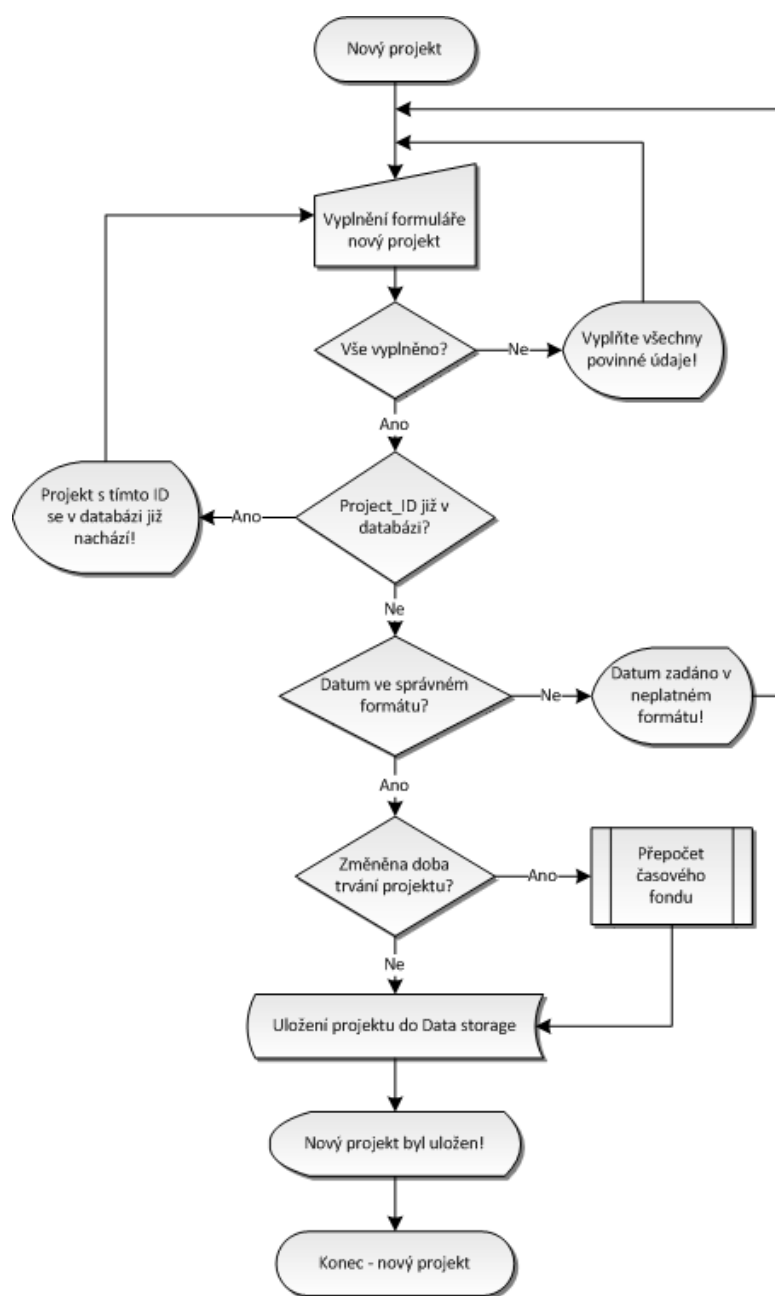 Nový projekt
Vyplnění formuláře
nový projekt
Vše vyplněno?
Ne
Vyplňte všechny
povinné údaje!
Ano
Projekt s tímto ID
se v databázi již
nachází!
Ano
Project_ID již v
databázi?
Ne
Datum ve správném
formátu?
Ne
Datum zadáno v
neplatném
formátu!
Ano
Změněna doba
trvání projektu?
Ano
Přepočet
časového
fondu
Ne
Uložení projektu do Data storage
Nový projekt byl uložen!
Konec - nový projekt